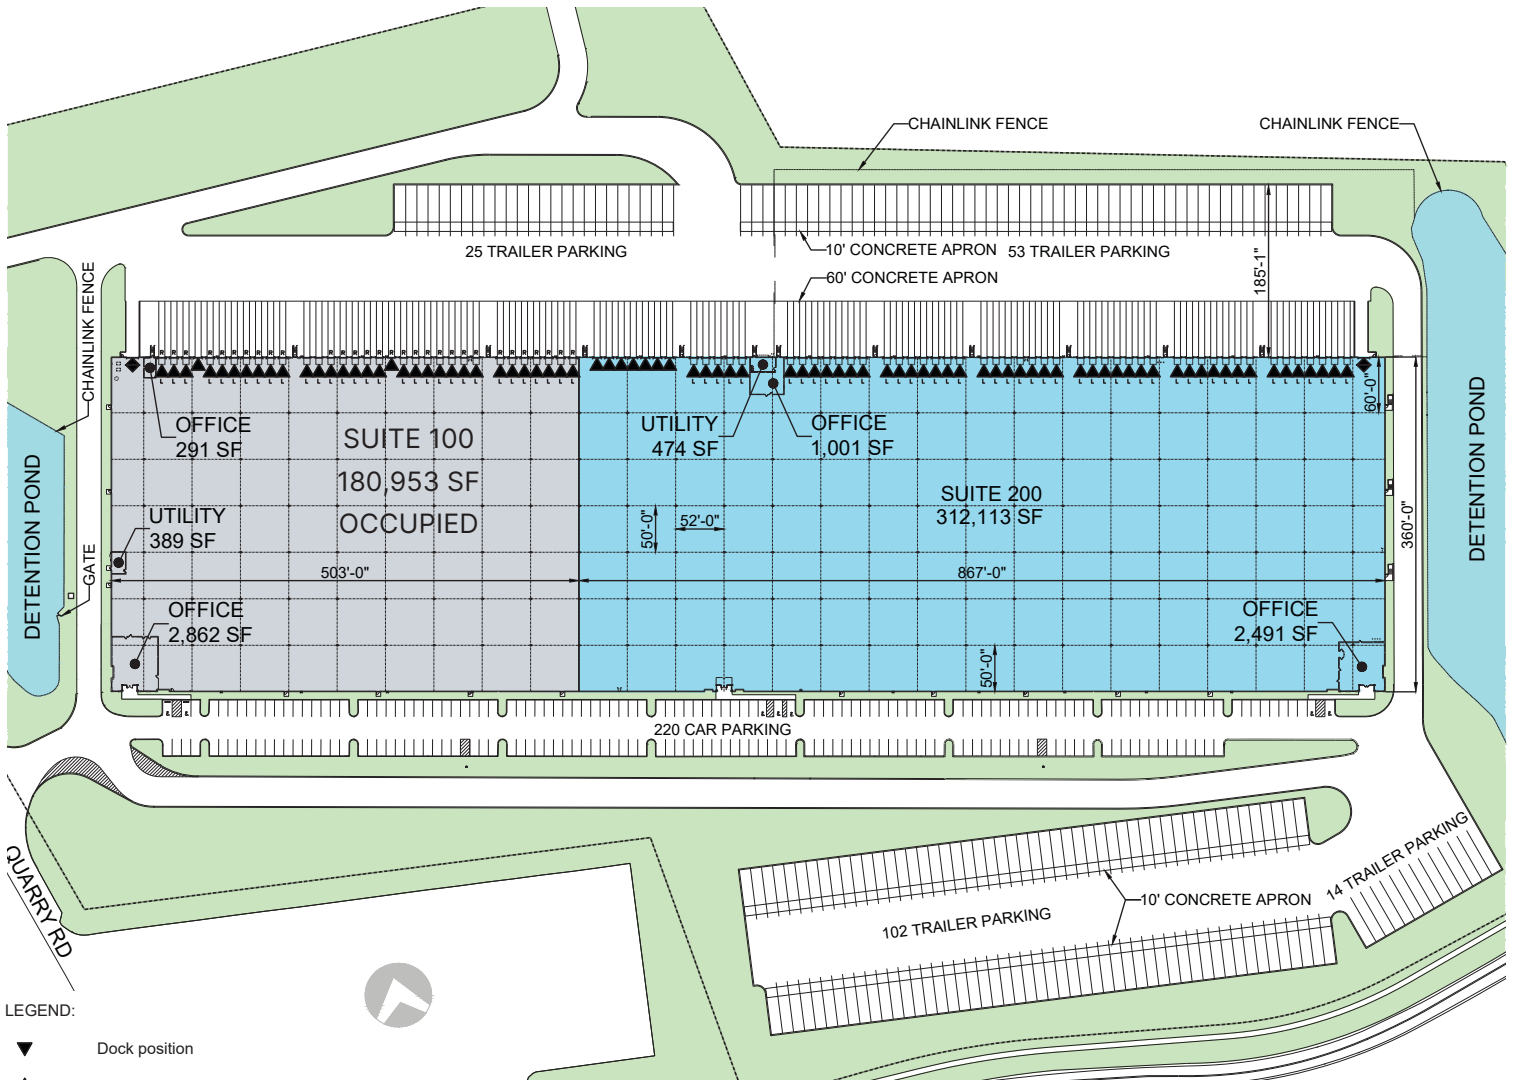 CHAINLINK FENCE
CHAINLINK FENCE
25 TRAILER PARKING
10' CONCRETE APRON
53 TRAILER PARKING
60' CONCRETE APRON
185'-1"
CHAINLINK FENCE
OFFICE
291 SF
SUITE 100
180,953 SF
OCCUPIED
UTILITY
474 SF
OFFICE
1,001 SF
60'-0"
SUITE 200
312,113 SF
DETENTION POND
DETENTION POND
UTILITY
389 SF
50'-0"
52'-0"
360'-0"
GATE
503'-0"
867'-0"
OFFICE
2,862 SF
OFFICE
2,491 SF
50'-0"
220 CAR PARKING
QUARRY RD
14 TRAILER PARKING
10' CONCRETE APRON
102 TRAILER PARKING
LEGEND:
Dock position